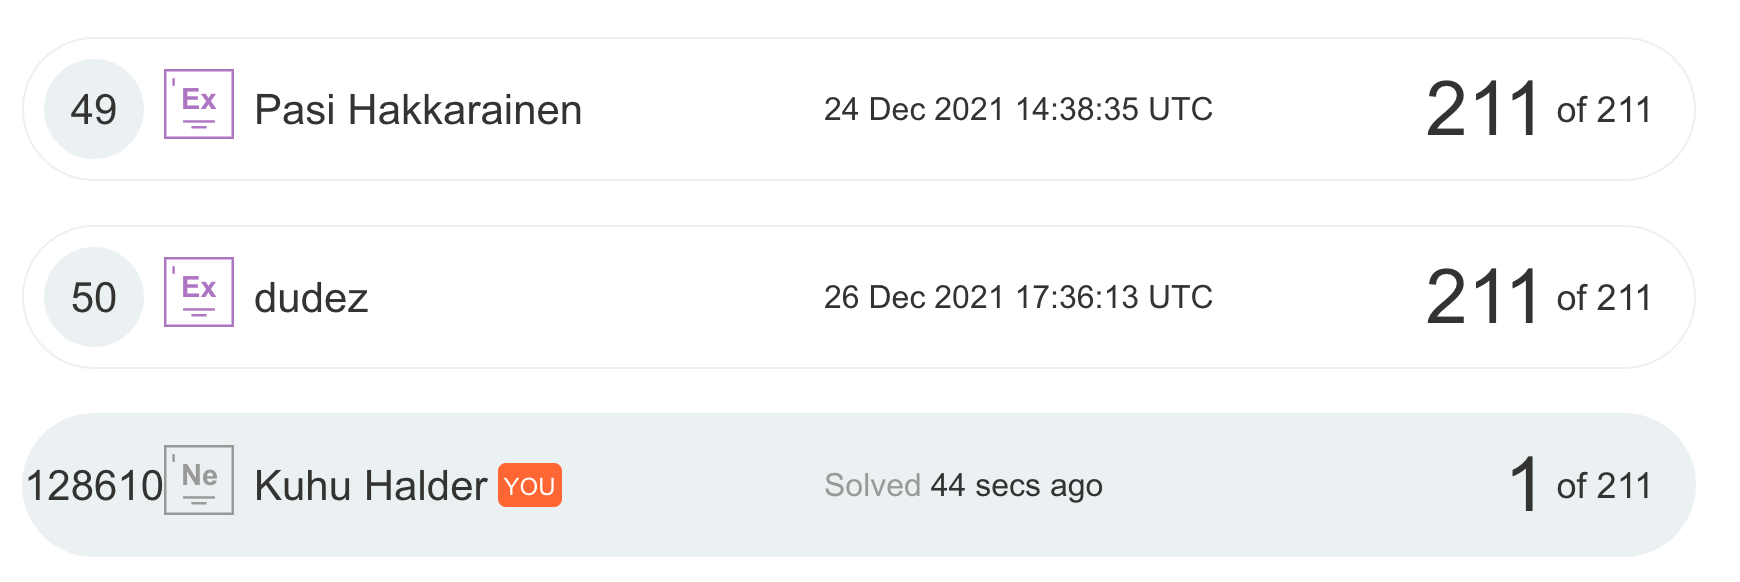 49 Ex Pasi Hakkarainen 24 Dec 2021 14:38:35 UTC 211 of 211
50 Ex dudez 26 Dec 2021 17:36:13 UTC 211 of 211
128610 Ne Kuhu Halder YOU Solved 44 secs ago 1 of 211